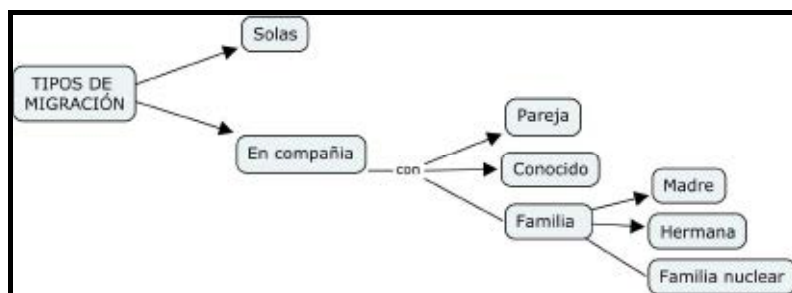 Solas
TIPOS DE
MIGRACIÓN
En compañia
con
Pareja
Conocido
Familia
Madre
Hermana
Familia nuclear